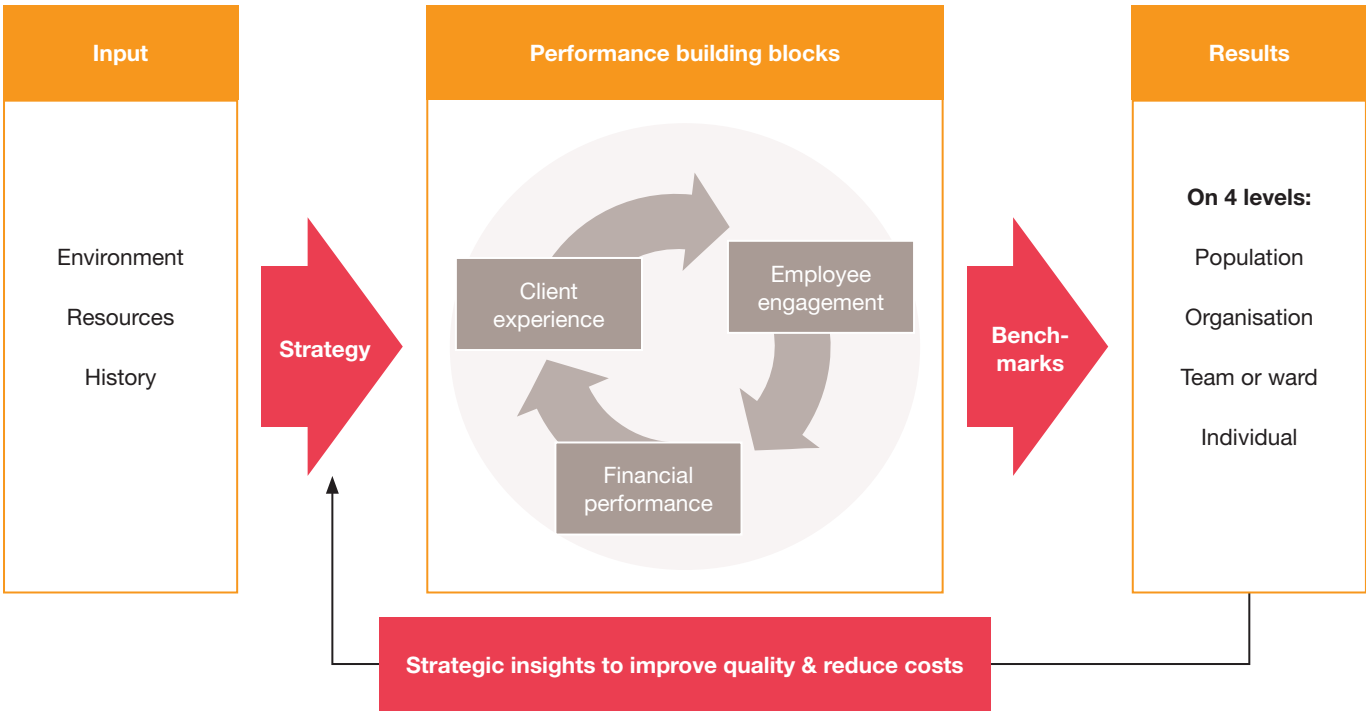 Input
Environment
Resources
History
Strategy
Performance building blocks
Client
experience
Employee
engagement
Financial
performance
Bench-
marks
Results
On 4 levels:
Population
Organisation
Team or ward
Individual
Strategic insights to improve quality & reduce costs